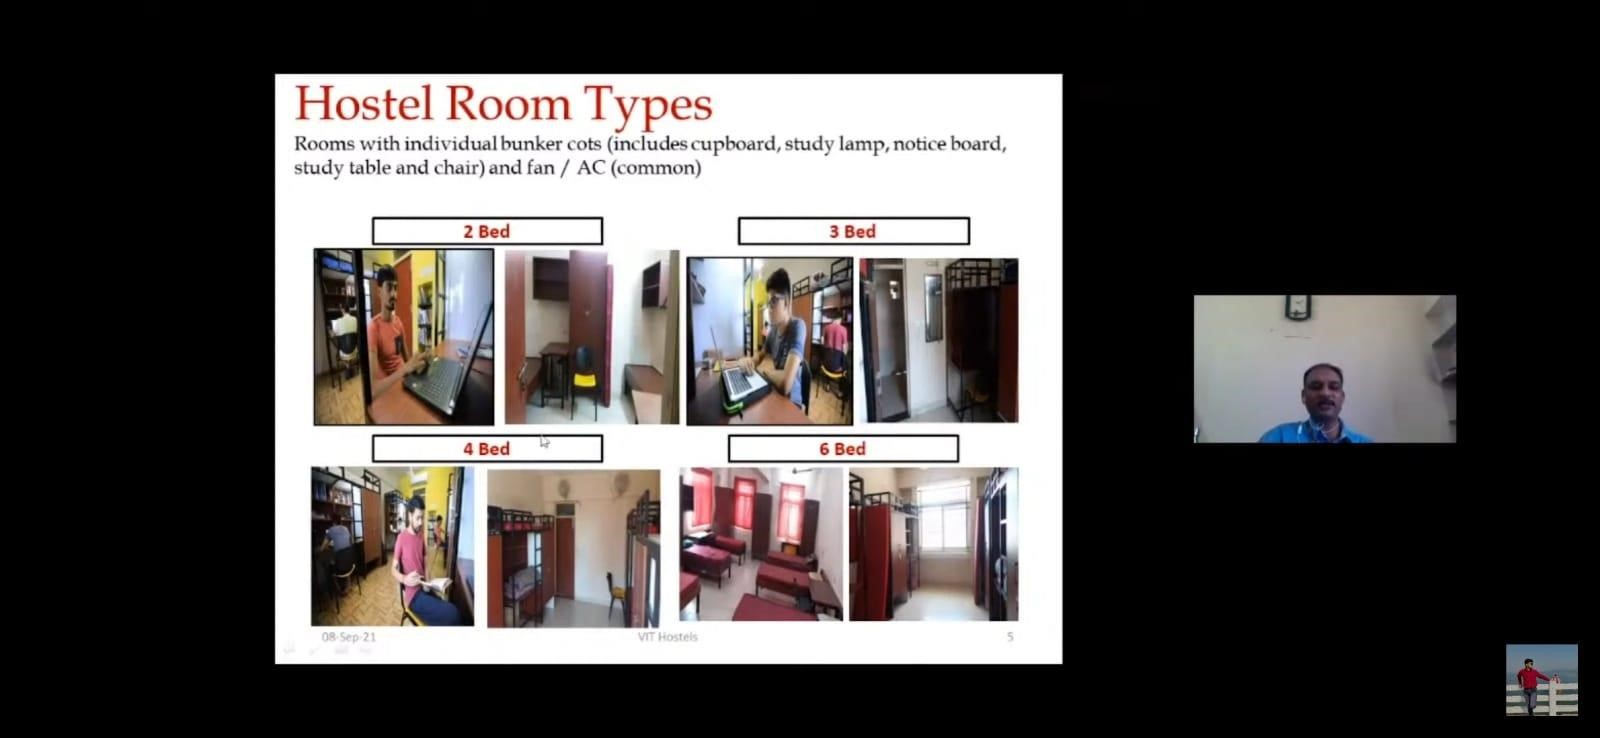 Hostel Room Types
Rooms with individual bunker cots (includes cupboard, study lamp, notice board,
study table and chair) and fan / AC (common)
2 Bed
3 Bed
4 Bed
6 Bed
08-Sep-21
VIT Hostels
5